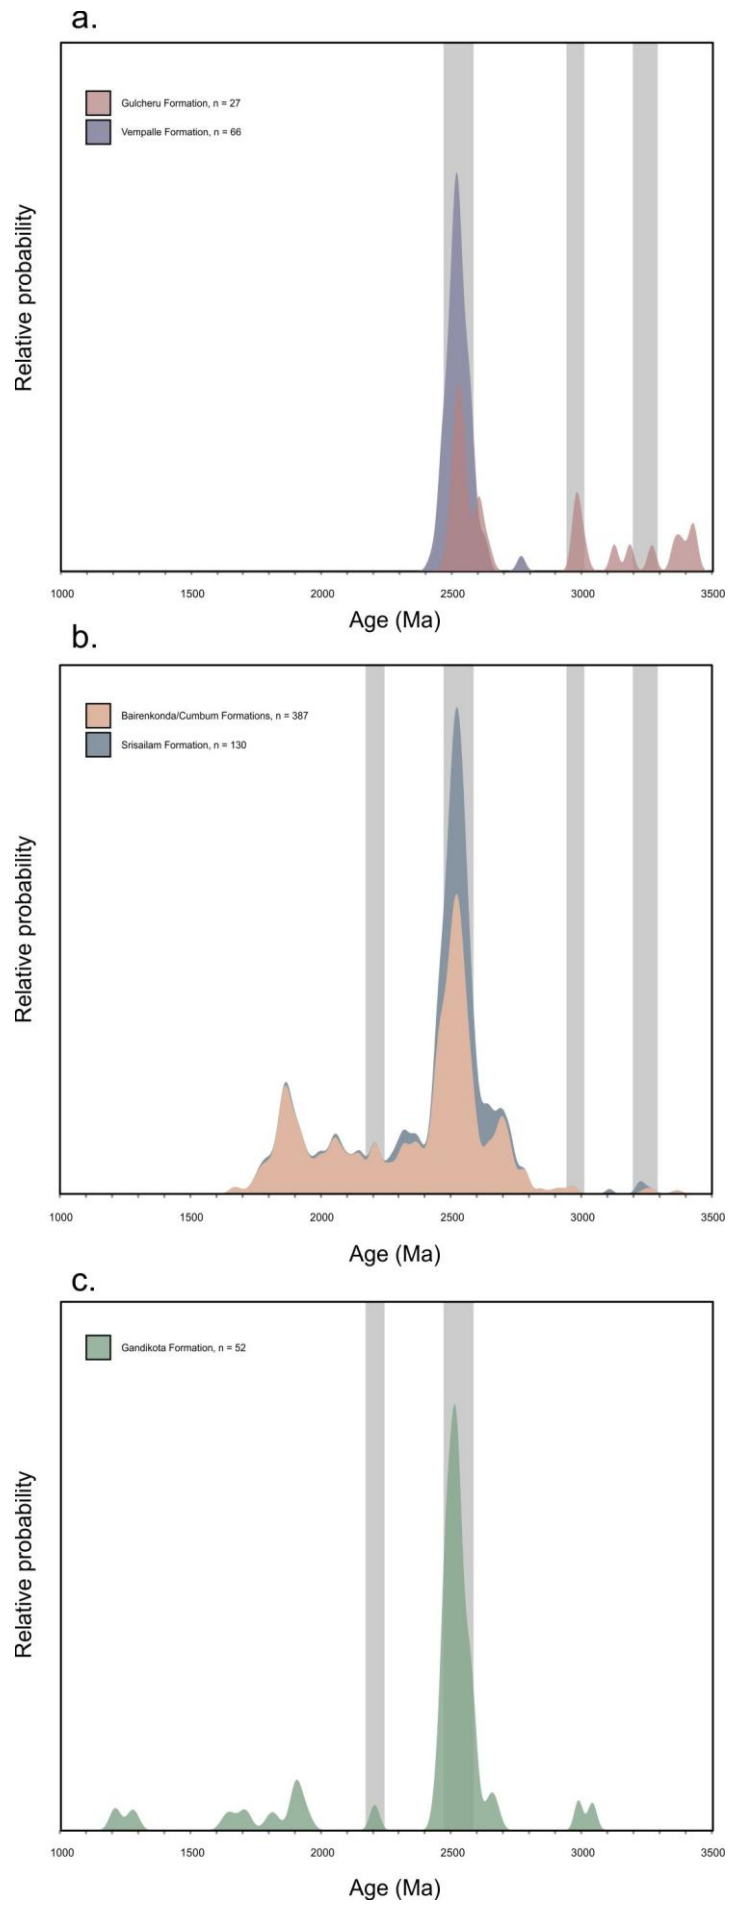 a.
Gulcheru Formation, n = 27
Vempalle Formation, n = 66
Relative probability
1000 1500 2000 2500 3000 3500
Age (Ma)
b.
Bairenkonda/Cumbum Formations, n = 387
Srisailam Formation, n = 130
Relative probability
1000 1500 2000 2500 3000 3500
Age (Ma)
c.
Gandikota Formation, n = 52
Relative probability
1000 1500 2000 2500 3000 3500
Age (Ma)